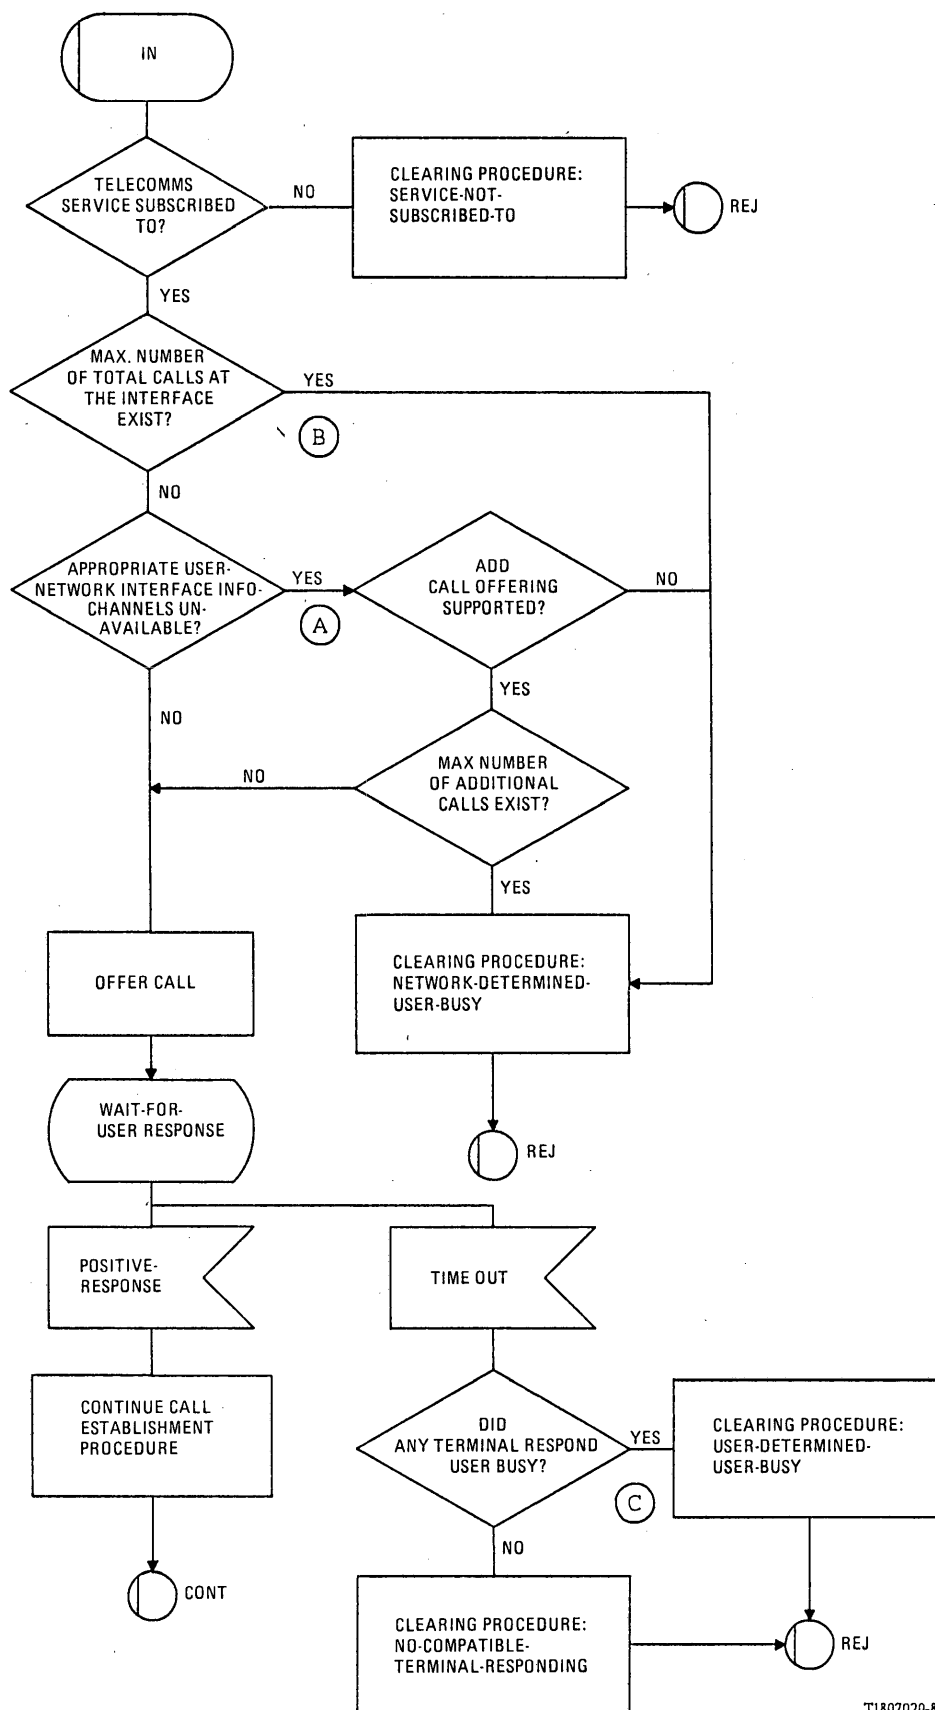 IN
TELECOMMS
SERVICE SUBSCRIBED
TO?
NO
CLEARING PROCEDURE:
SERVICE-NOT-
SUBSCRIBED-TO
REJ
YES
MAX. NUMBER
OF TOTAL CALLS AT
THE INTERFACE
EXIST?
YES
B
NO
APPROPRIATE USER-
NETWORK INTERFACE INFO-
CHANNELS UN-
AVAILABLE?
YES
A
ADD
CALL OFFERING
SUPPORTED?
NO
YES
NO
MAX NUMBER
OF ADDITIONAL
CALLS EXIST?
NO
YES
OFFER CALL
CLEARING PROCEDURE:
NETWORK-DETERMINED-
USER-BUSY
WAIT-FOR-
USER RESPONSE
REJ
POSITIVE-
RESPONSE
TIME OUT
CONTINUE CALL
ESTABLISHMENT
PROCEDURE
DID
ANY TERMINAL RESPOND
USER BUSY?
YES
C
CLEARING PROCEDURE:
USER-DETERMINED-
USER-BUSY
NO
CONT
CLEARING PROCEDURE:
NO-COMPATIBLE-
TERMINAL-RESPONDING
REJ
T1807020-8